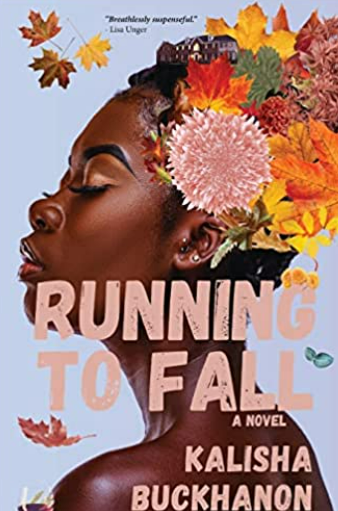 "Breathlessly suspenseful."
- Lisa Unger
RUNNING
TO FALL
A NOVEL
KALISHA
BUCKHANON